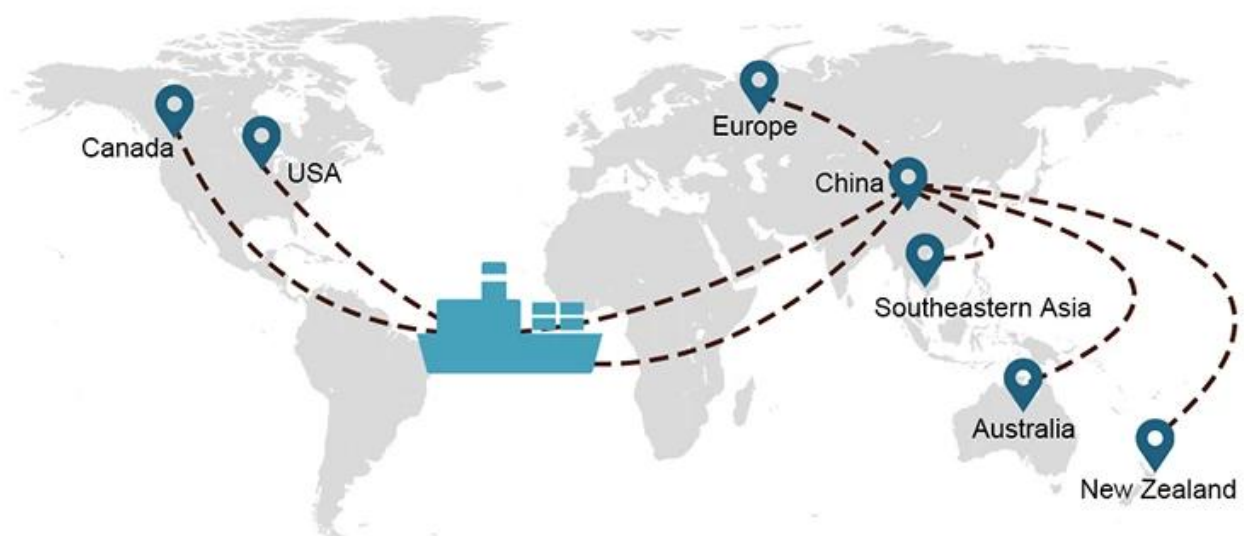 Canada
USA
Europe
China
Southeastern Asia
Australia
New Zealand